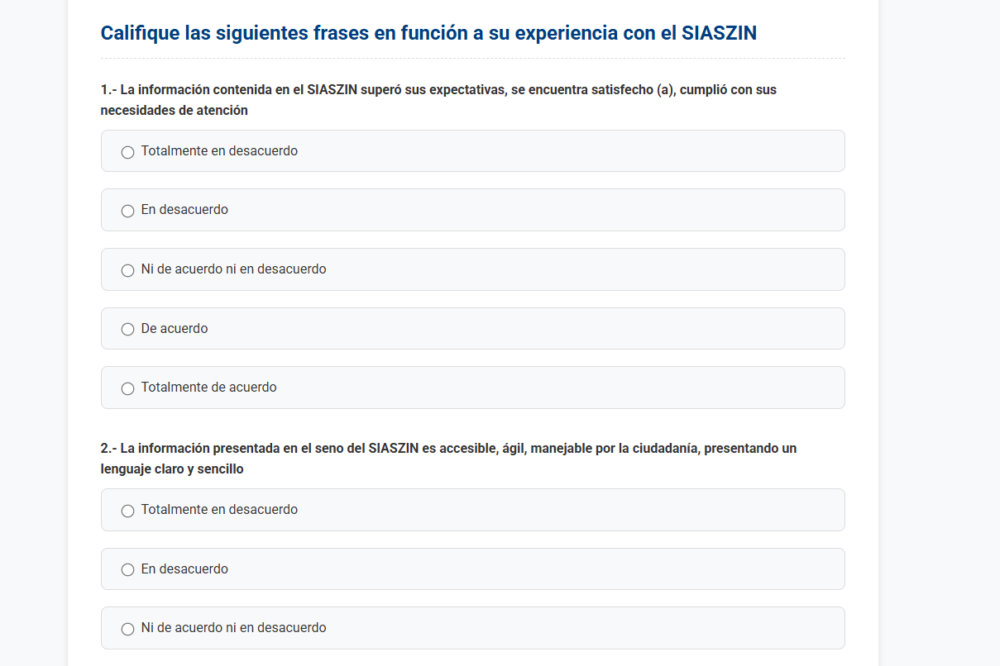 Califique las siguientes frases en función a su experiencia con el SIASZIN
1.- La información contenida en el SIASZIN superó sus expectativas, se encuentra satisfecho (a), cumplió con sus
necesidades de atención
Totalmente en desacuerdo
En desacuerdo
Ni de acuerdo ni en desacuerdo
De acuerdo
Totalmente de acuerdo
2.- La información presentada en el seno del SIASZIN es accesible, ágil, manejable por la ciudadanía, presentando un
lenguaje claro y sencillo
Totalmente en desacuerdo
En desacuerdo
Ni de acuerdo ni en desacuerdo